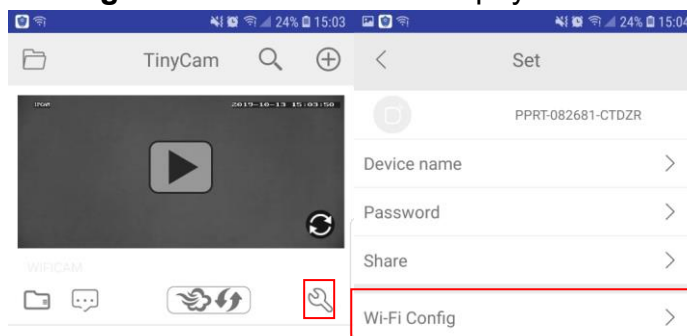 24% 15:03
TinyCam
2019-10-13 15:03:50
WIFICAM
24% 15:04
Set
PPRT-082681-CTDZR
Device name
Password
Share
Wi-Fi Config